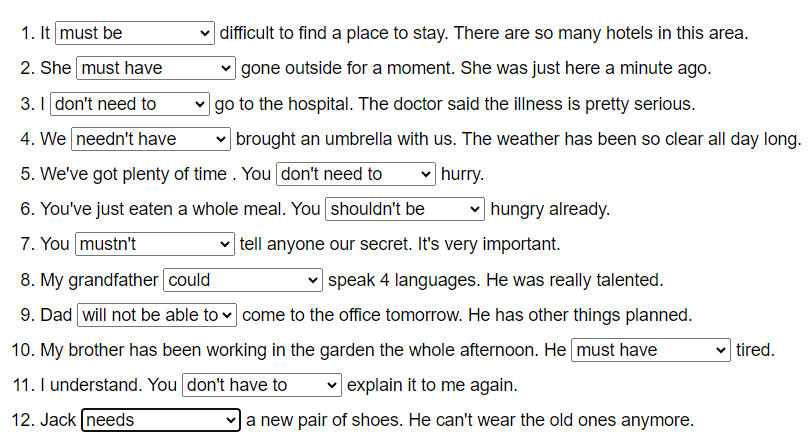 1. It must be difficult to find a place to stay. There are so many hotels in this area.
2. She must have gone outside for a moment. She was just here a minute ago.
3. I don't need to go to the hospital. The doctor said the illness is pretty serious.
4. We needn't have brought an umbrella with us. The weather has been so clear all day long.
5. We've got plenty of time . You don't need to hurry.
6. You've just eaten a whole meal. You shouldn't be hungry already.
7. You mustn't tell anyone our secret. It's very important.
8. My grandfather could speak 4 languages. He was really talented.
9. Dad will not be able to come to the office tomorrow. He has other things planned.
10. My brother has been working in the garden the whole afternoon. He must have tired.
11. I understand. You don't have to explain it to me again.
12. Jack needs a new pair of shoes. He can't wear the old ones anymore.